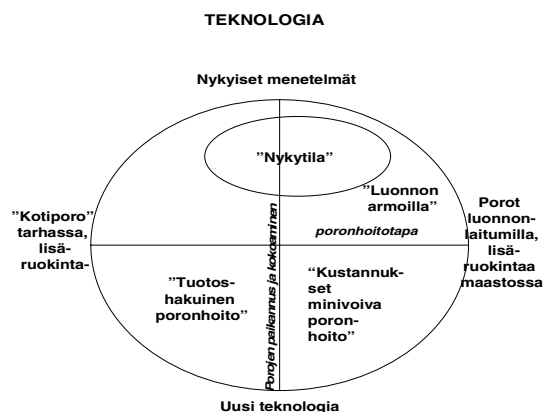 TEKNOLOGIA
Nykyiset menetelmät
"Nykytila"
"Luonnon
armoilla"
"Kotiporo"
tarhassa,
lisä-
ruokinta-
poronhoitotapa
Porot
luonnon-
laitumilla,
lisä-
ruokintaa
maastossa
"Tuotos-
hakuinen
poronhoito"
Porojen paikannus ja kokoaminen
"Kustannuk-
set
minivoiva
poron-
hoito"
Uusi teknologia